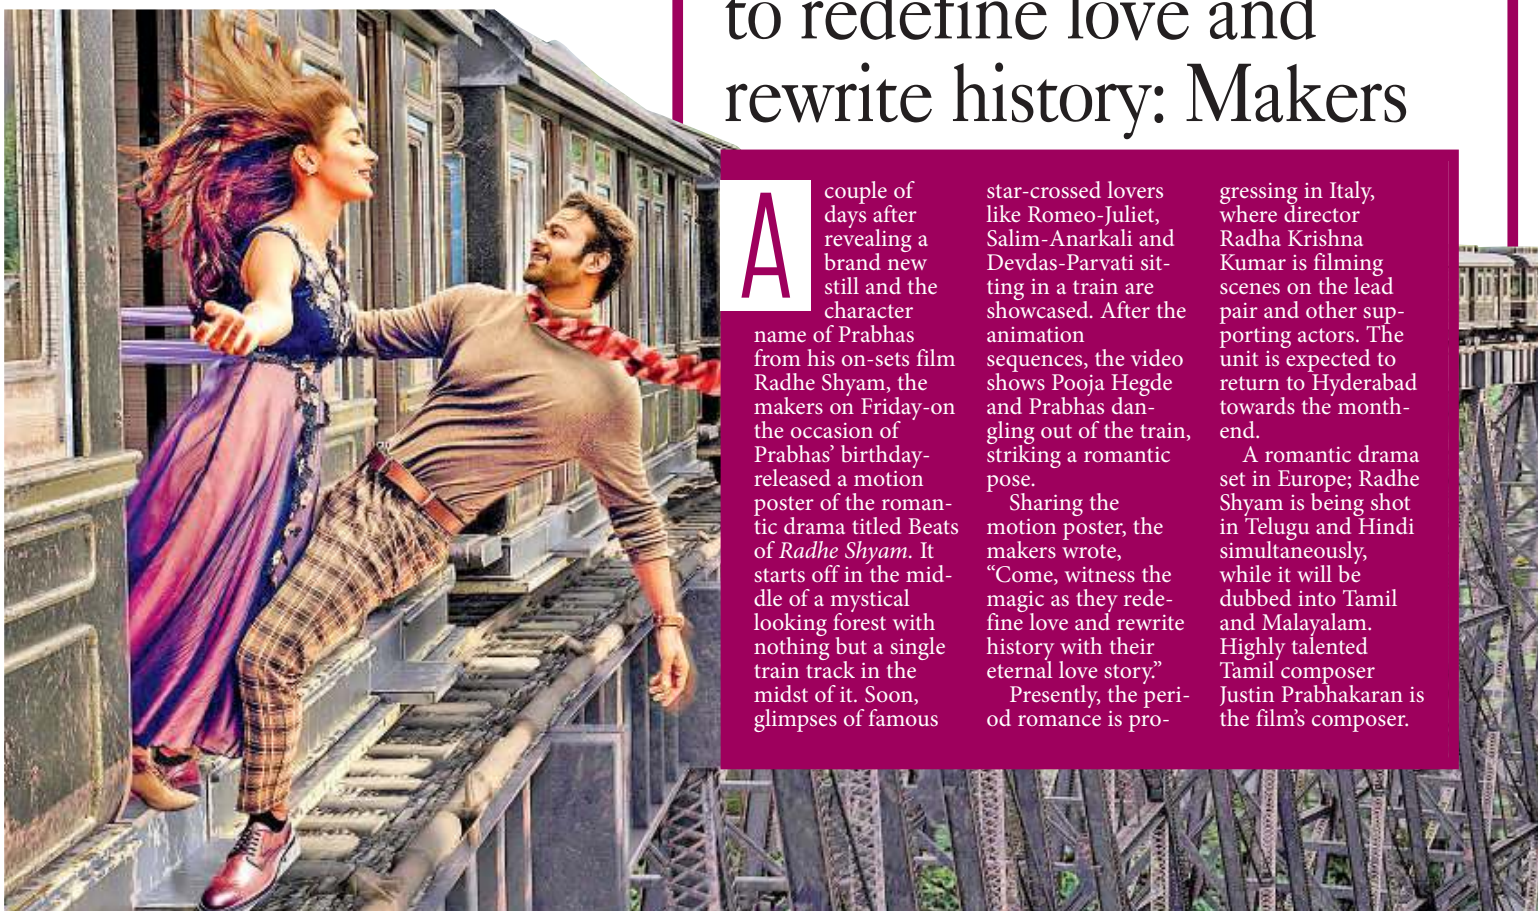 to redefine love and
rewrite history: Makers
A couple of
days after
revealing a
brand new
still and the
character
name of Prabhas
from his on-sets film
Radhe Shyam, the
makers on Friday-on
the occasion of
Prabhas’ birthday-
released a motion
poster of the roman-
tic drama titled Beats
of Radhe Shyam. It
starts off in the mid-
dle of a mystical
looking forest with
nothing but a single
train track in the
midst of it. Soon,
glimpses of famous
star-crossed lovers
like Romeo-Juliet,
Salim-Anarkali and
Devdas-Parvati sit-
ting in a train are
showcased. After the
animation
sequences, the video
shows Pooja Hegde
and Prabhas dan-
gling out of the train,
striking a romantic
pose.
Sharing the
motion poster, the
makers wrote,
“Come, witness the
magic as they rede-
fine love and rewrite
history with their
eternal love story.”
Presently, the peri-
od romance is pro-
gressing in Italy,
where director
Radha Krishna
Kumar is filming
scenes on the lead
pair and other sup-
porting actors. The
unit is expected to
return to Hyderabad
towards the month-
end.
A romantic drama
set in Europe; Radhe
Shyam is being shot
in Telugu and Hindi
simultaneously,
while it will be
dubbed into Tamil
and Malayalam.
Highly talented
Tamil composer
Justin Prabhakaran is
the film’s composer.